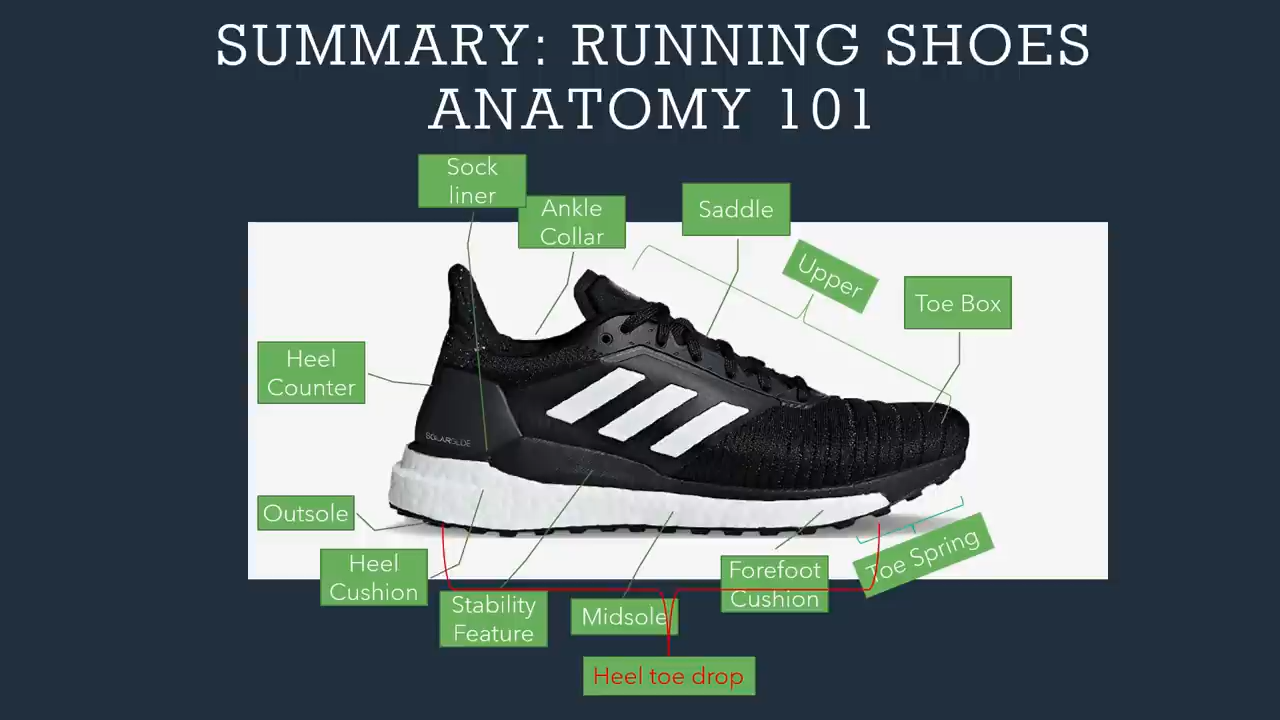 SUMMARY: RUNNING SHOES
ANATOMY 101
Sock
liner
Ankle
Collar
Saddle
Upper
Toe Box
Heel
Counter
SOLARGLIDE
Outsole
Heel
Cushion
Stability
Feature
Midsole
Forefoot
Cushion
Toe Spring
Heel toe drop